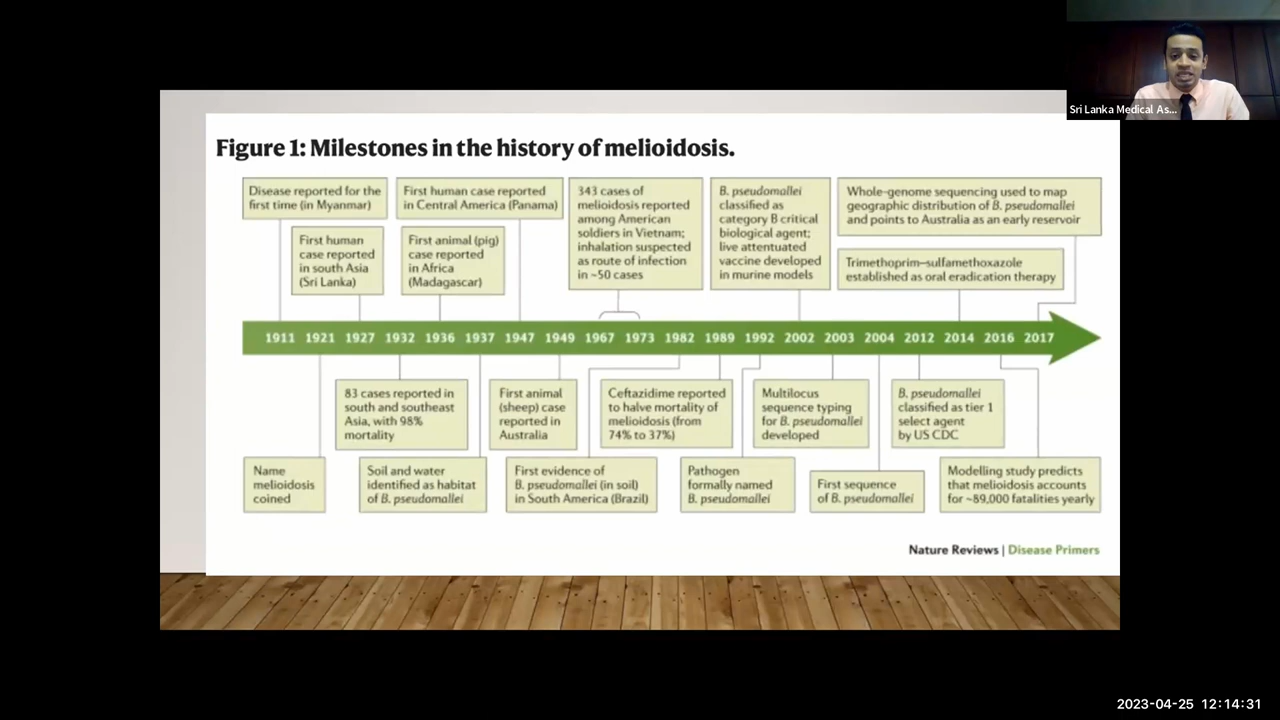 Sri Lanka Medical As...
Figure 1: Milestones in the history of melioidosis.
Disease reported for the
first time (in Myanmar)
First human case reported
in Central America (Panama)
343 cases of
melioidosis reported
among American
soldiers in Vietnam;
inhalation suspected
as route of infection
in ~50 cases
B. pseudomallei
classified as
category B critical
biological agent;
live attentuated
vaccine developed
in murine models
Whole-genome sequencing used to map
geographic distribution of B. pseudomallei
and points to Australia as an early reservoir
First human
case reported
in south Asia
(Sri Lanka)
First animal (pig)
case reported
in Africa
(Madagascar)
Trimethoprim–sulfamethoxazole
established as oral eradication therapy
1911 1921 1927 1932 1936 1937 1947 1949 1967 1973 1982 1989 1992 2002 2003 2004 2012 2014 2016 2017
83 cases reported in
south and southeast
Asia, with 98%
mortality
First animal
(sheep) case
reported in
Australia
Ceftazidime reported
to halve mortality of
melioidosis (from
74% to 37%)
Multilocus
sequence typing
for B. pseudomallei
developed
B. pseudomallei
classified as tier 1
select agent
by US CDC
Name
melioidosis
coined
Soil and water
identified as habitat
of B. pseudomallei
First evidence of
B. pseudomallei (in soil)
in South America (Brazil)
Pathogen
formally named
B. pseudomallei
First sequence
of B. pseudomallei
Modelling study predicts
that melioidosis accounts
for ~89,000 fatalities yearly
Nature Reviews | Disease Primers
2023-04-25 12:14:31